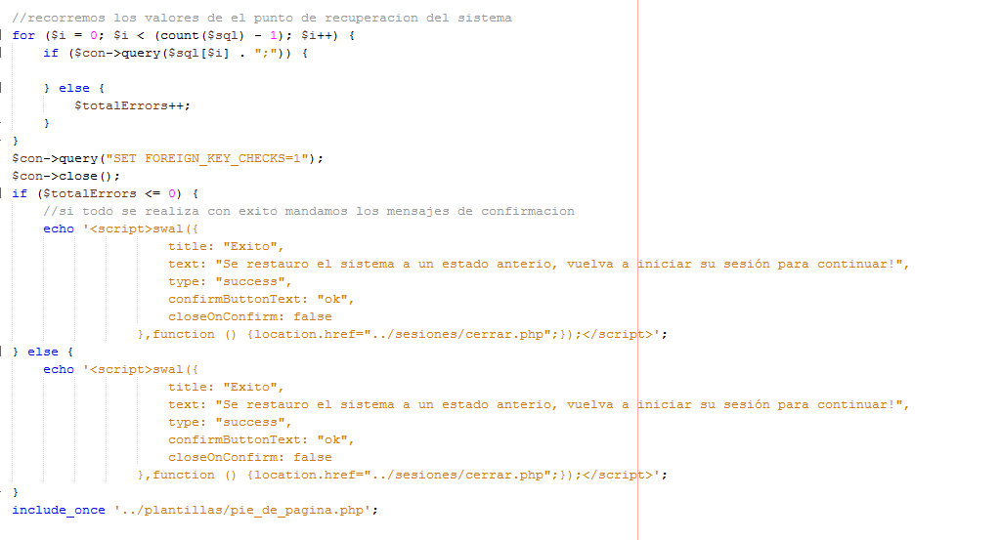 //recorremos los valores de el punto de recuperacion del sistema
for ($i = 0; $i < (count($sql) - 1); $i++) {
if ($con->query($sql[$i] . ";")) {
} else {
$totalErrors++;
}
}
$con->query("SET FOREIGN_KEY_CHECKS=1");
$con->close();
if ($totalErrors <= 0) {
//si todo se realiza con exito mandamos los mensajes de confirmacion
echo '<script>swal({
title: "Exito",
text: "Se restauro el sistema a un estado anterio, vuelva a iniciar su sesión para continuar!",
type: "success",
confirmButtonText: "ok",
closeOnConfirm: false
},function () {location.href="../sesiones/cerrar.php";});</script>';
} else {
echo '<script>swal({
title: "Exito",
text: "Se restauro el sistema a un estado anterio, vuelva a iniciar su sesión para continuar!",
type: "success",
confirmButtonText: "ok",
closeOnConfirm: false
},function () {location.href="../sesiones/cerrar.php";});</script>';
}
include_once '../plantillas/pie_de_pagina.php';